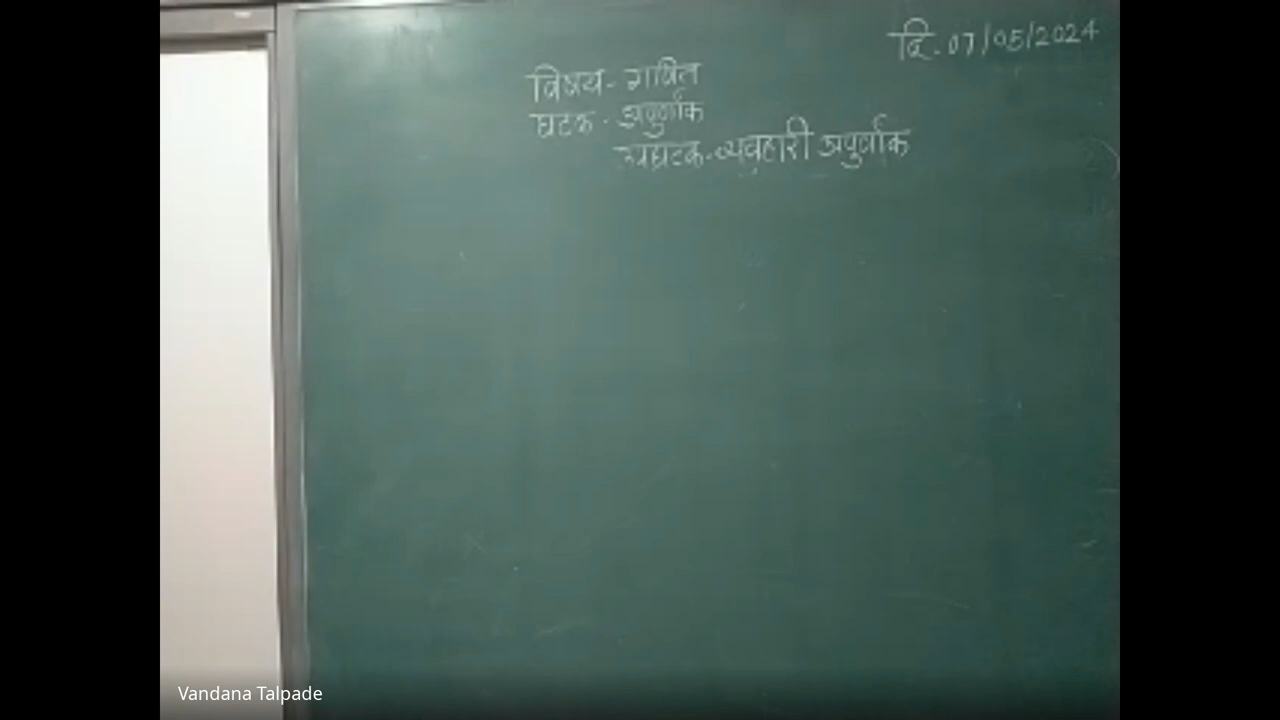 दि. 07/05/2024
विषय - गणित
घटक - अपुर्णांक
उपघटक - व्यवहारी अपुर्णांक
Vandana Talpade